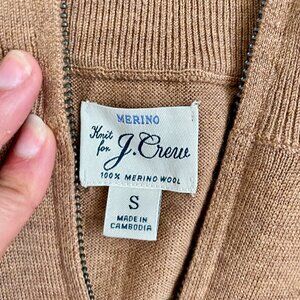 MERINO
Knit
for J.Crew
100% MERINO WOOL
S
MADE IN
CAMBODIA